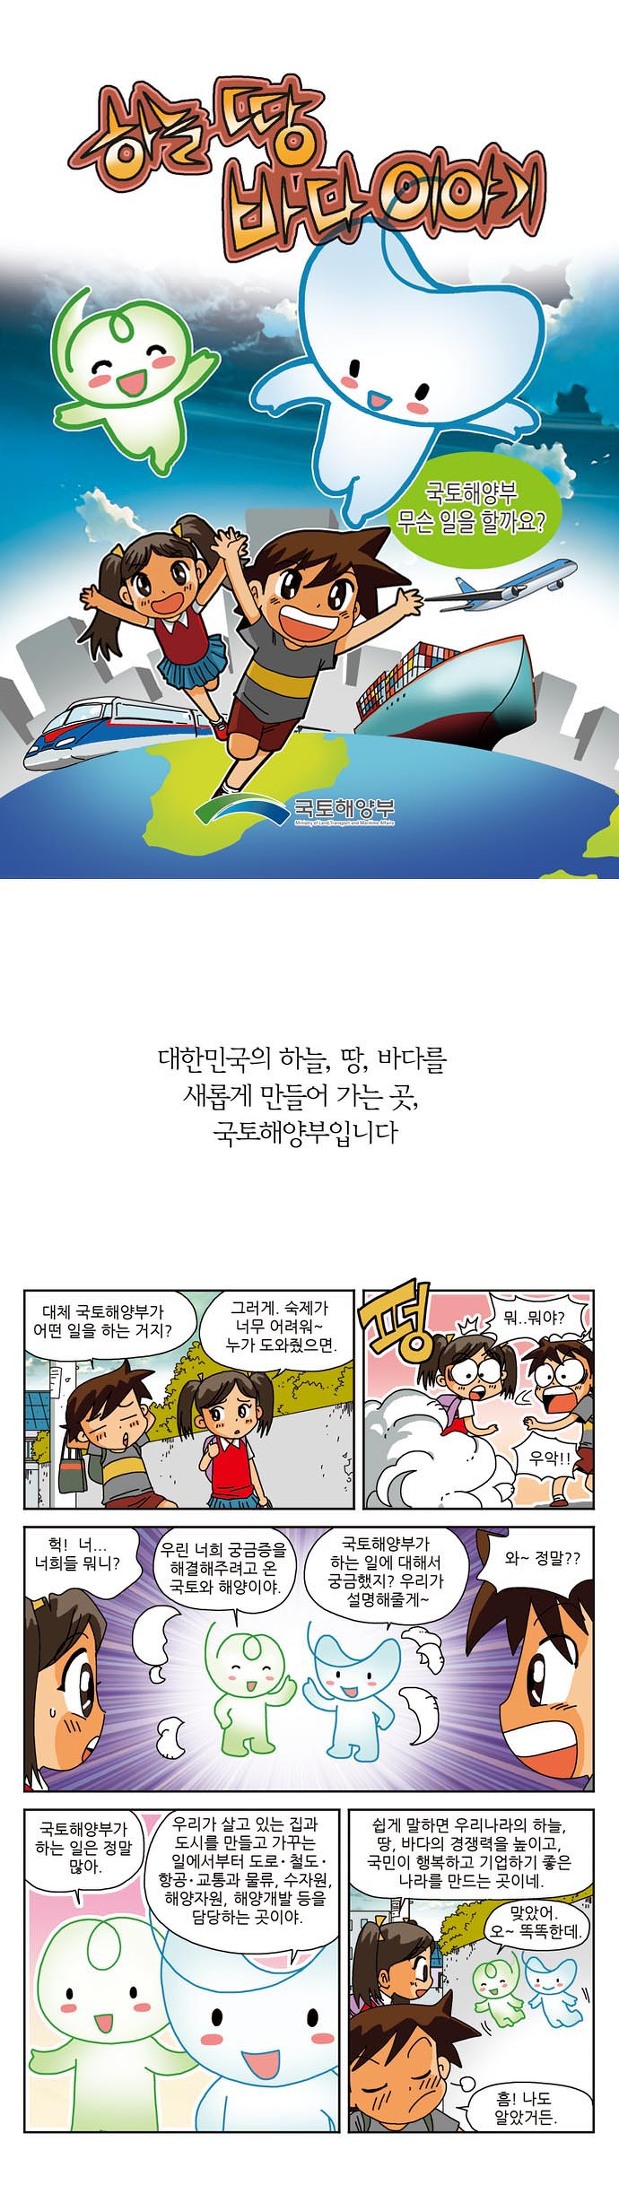 하늘 땅
바다 이야기
국토해양부
무슨 일을 할까요?
국토해양부
Ministry of Land, Transport and Maritime Affairs
대한민국의 하늘, 땅, 바다를
새롭게 만들어 가는 곳,
국토해양부입니다
대체 국토해양부가
어떤 일을 하는 거지?
그러게. 숙제가
너무 어려워~
누가 도와줬으면.
펑
뭐..뭐야?
우악!!
헉! 너...
너희들 뭐니?
우린 너희 궁금증을
해결해주려고 온
국토와 해양이야.
국토해양부가
하는 일에 대해서
궁금했지? 우리가
설명해줄게~
와~ 정말??
국토해양부가
하는 일은 정말
많아.
우리가 살고 있는 집과
도시를 만들고 가꾸는
일에서부터 도로·철도·
항공·교통과 물류, 수자원,
해양자원, 해양개발 등을
담당하는 곳이야.
쉽게 말하면 우리나라의 하늘,
땅, 바다의 경쟁력을 높이고,
국민이 행복하고 기업하기 좋은
나라를 만드는 곳이네.
맞았어.
오~ 똑똑한데.
흠! 나도
알았거든.